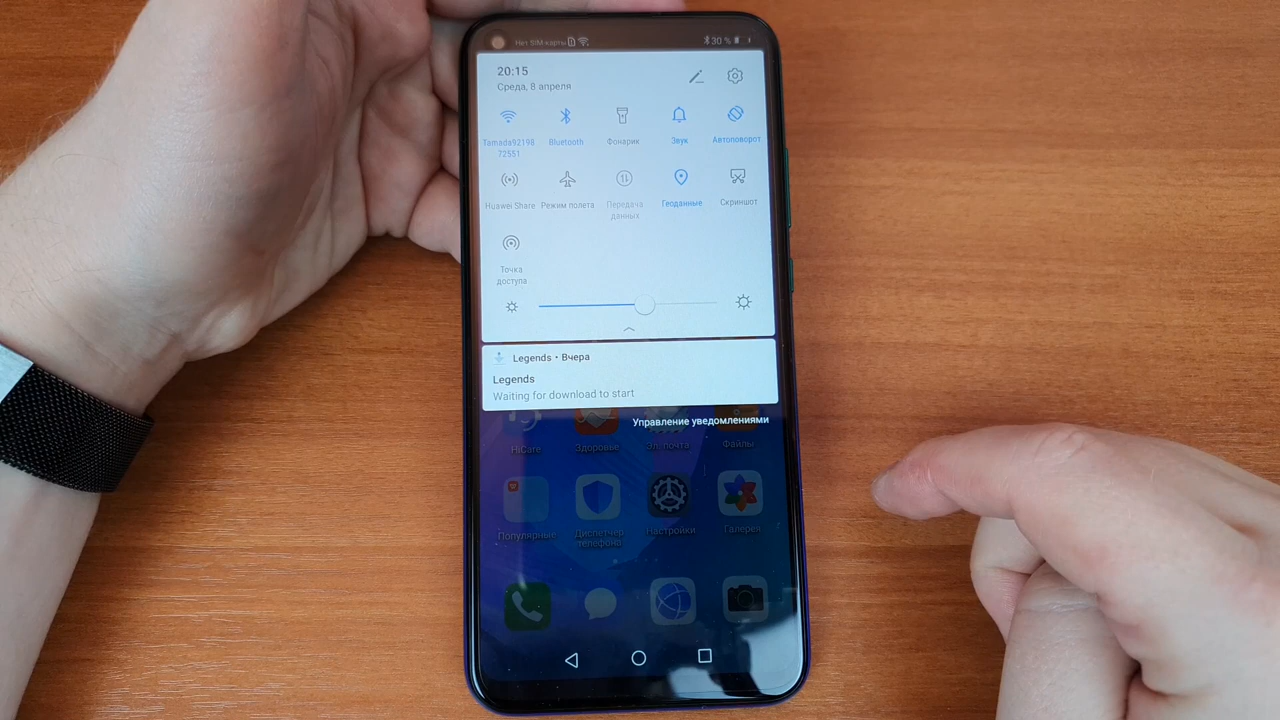 Нет SIM-карты
30 %
20:15
Среда, 8 апреля
Tamada92198
72551
Bluetooth
Фонарик
Звук
Автоповорот
Huawei Share
Режим полета
Передача
данных
Геоданные
Скриншот
Точка
доступа
Legends • Вчера
Legends
Waiting for download to start
Управление уведомлениями
HiCare
Здоровье
Эл. почта
Файлы
Популярные
Диспетчер
телефона
Настройки
Галерея